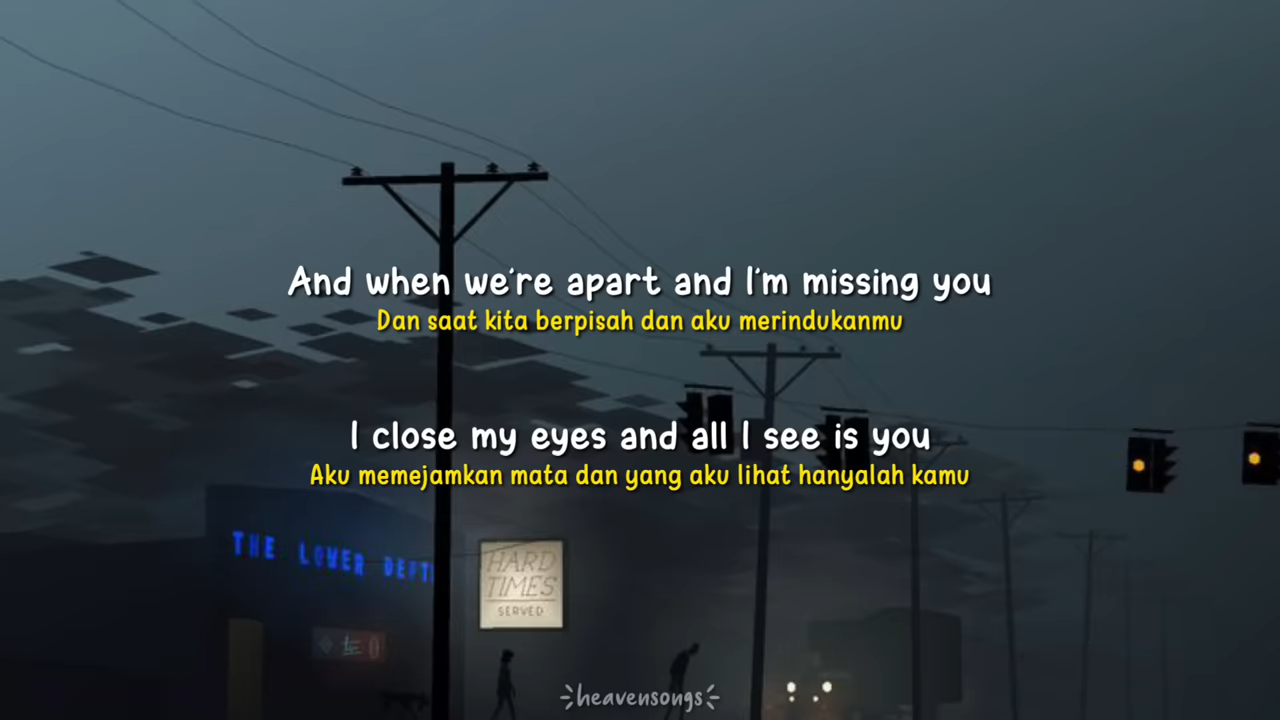 And when we're apart and I'm missing you
Dan saat kita berpisah dan aku merindukanmu
I close my eyes and all I see is you
Aku memejamkan mata dan yang aku lihat hanyalah kamu
THE LOWER
HARD
TIMES
SERVED
heavensongs